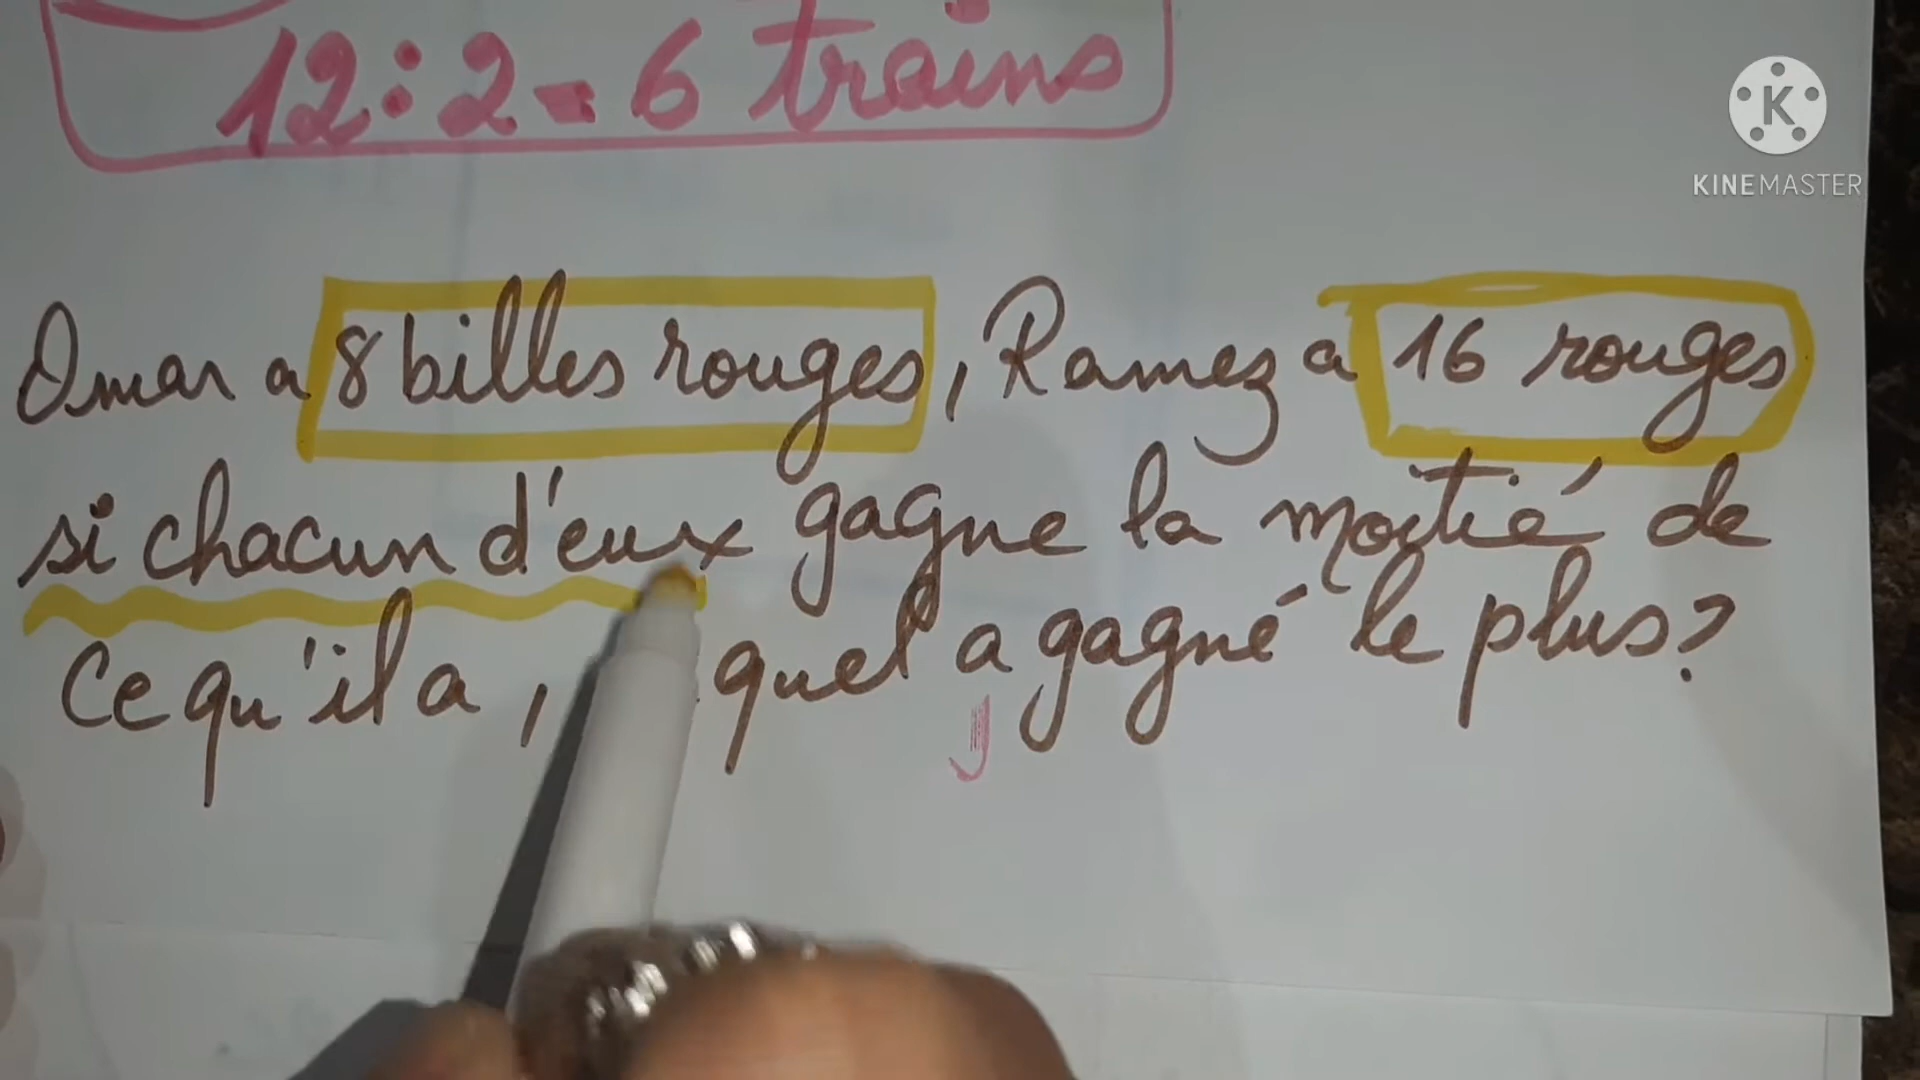 12:2=6 trains
KINEMASTER
Omar a 8 billes rouges, Ramez a 16 rouges
si chacun d'eux gagne la moitié de
ce qu'il a, quel a gagné le plus?